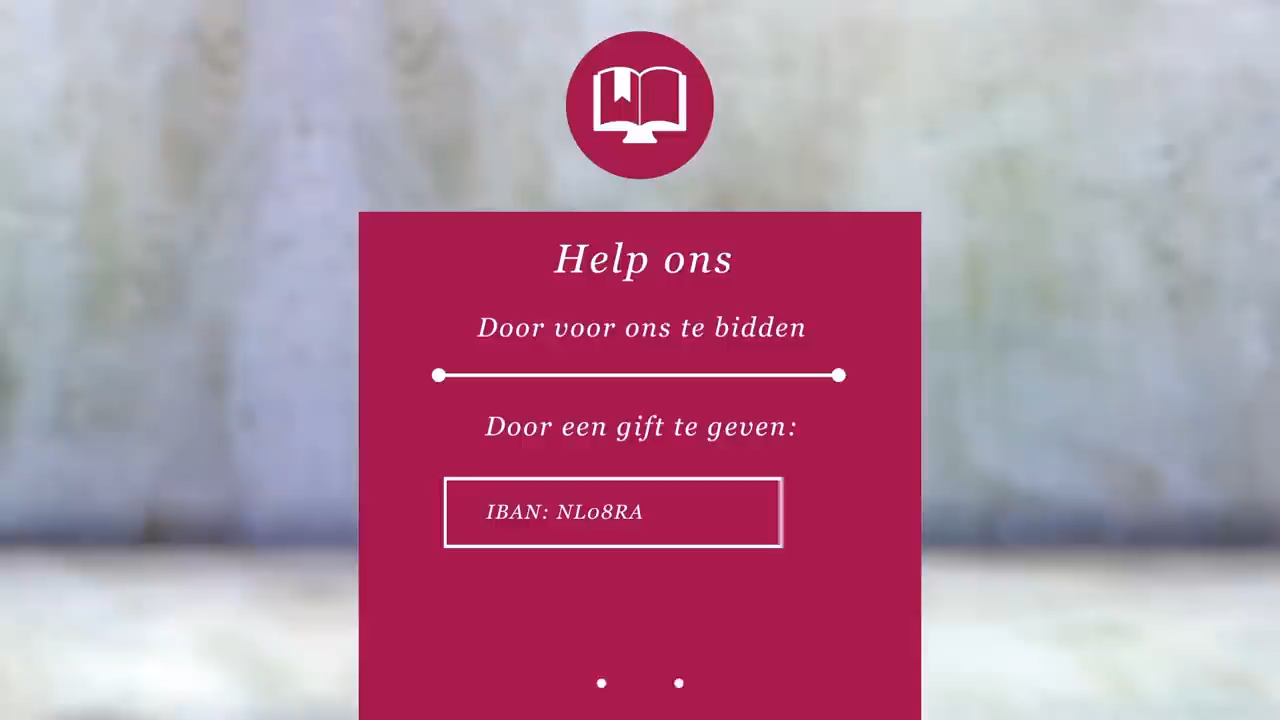 Help ons
Door voor ons te bidden
Door een gift te geven:
IBAN: NL08RA